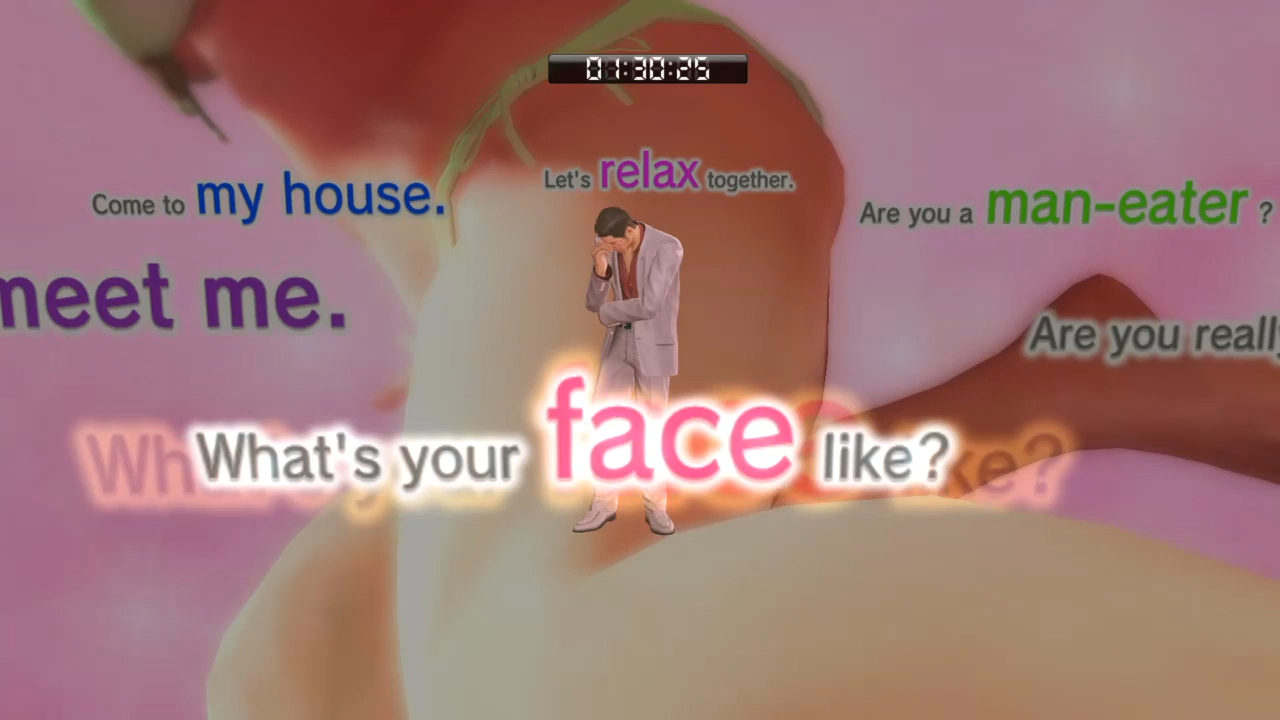 01:30:25
Let's relax together.
Come to my house.
Are you a man-eater ?
meet me.
Are you really
What's your face like?